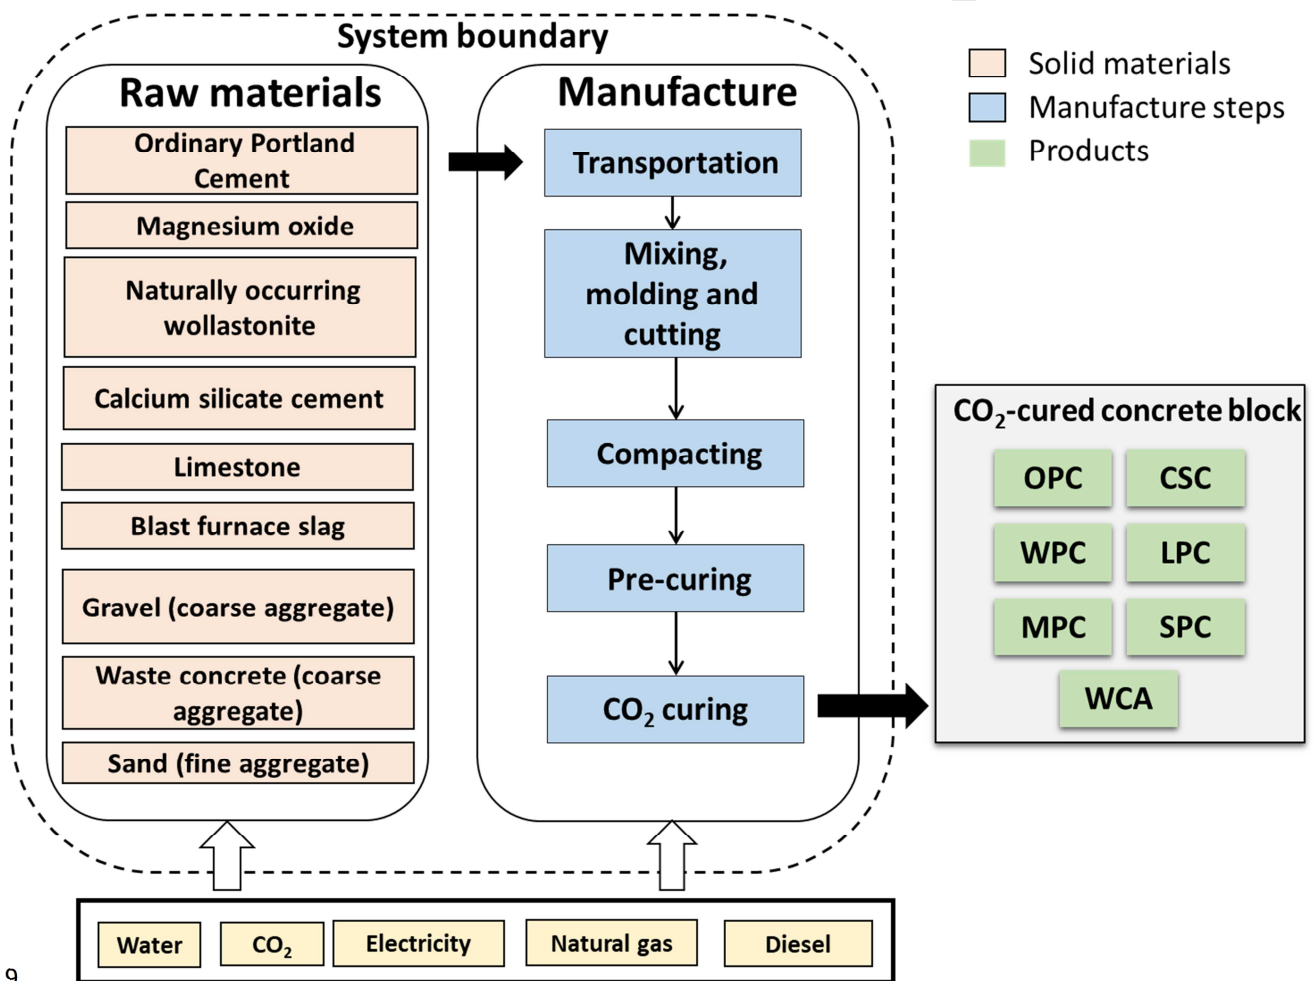 System boundary
Raw materials
Ordinary Portland
Cement
Magnesium oxide
Naturally occurring
wollastonite
Calcium silicate cement
Limestone
Blast furnace slag
Gravel (coarse aggregate)
Waste concrete (coarse
aggregate)
Sand (fine aggregate)
Manufacture
Transportation
Mixing,
molding and
cutting
Compacting
Pre-curing
CO₂ curing
Solid materials
Manufacture steps
Products
CO₂-cured concrete block
OPC CSC
WPC LPC
MPC SPC
WCA
Water CO₂ Electricity Natural gas Diesel
9